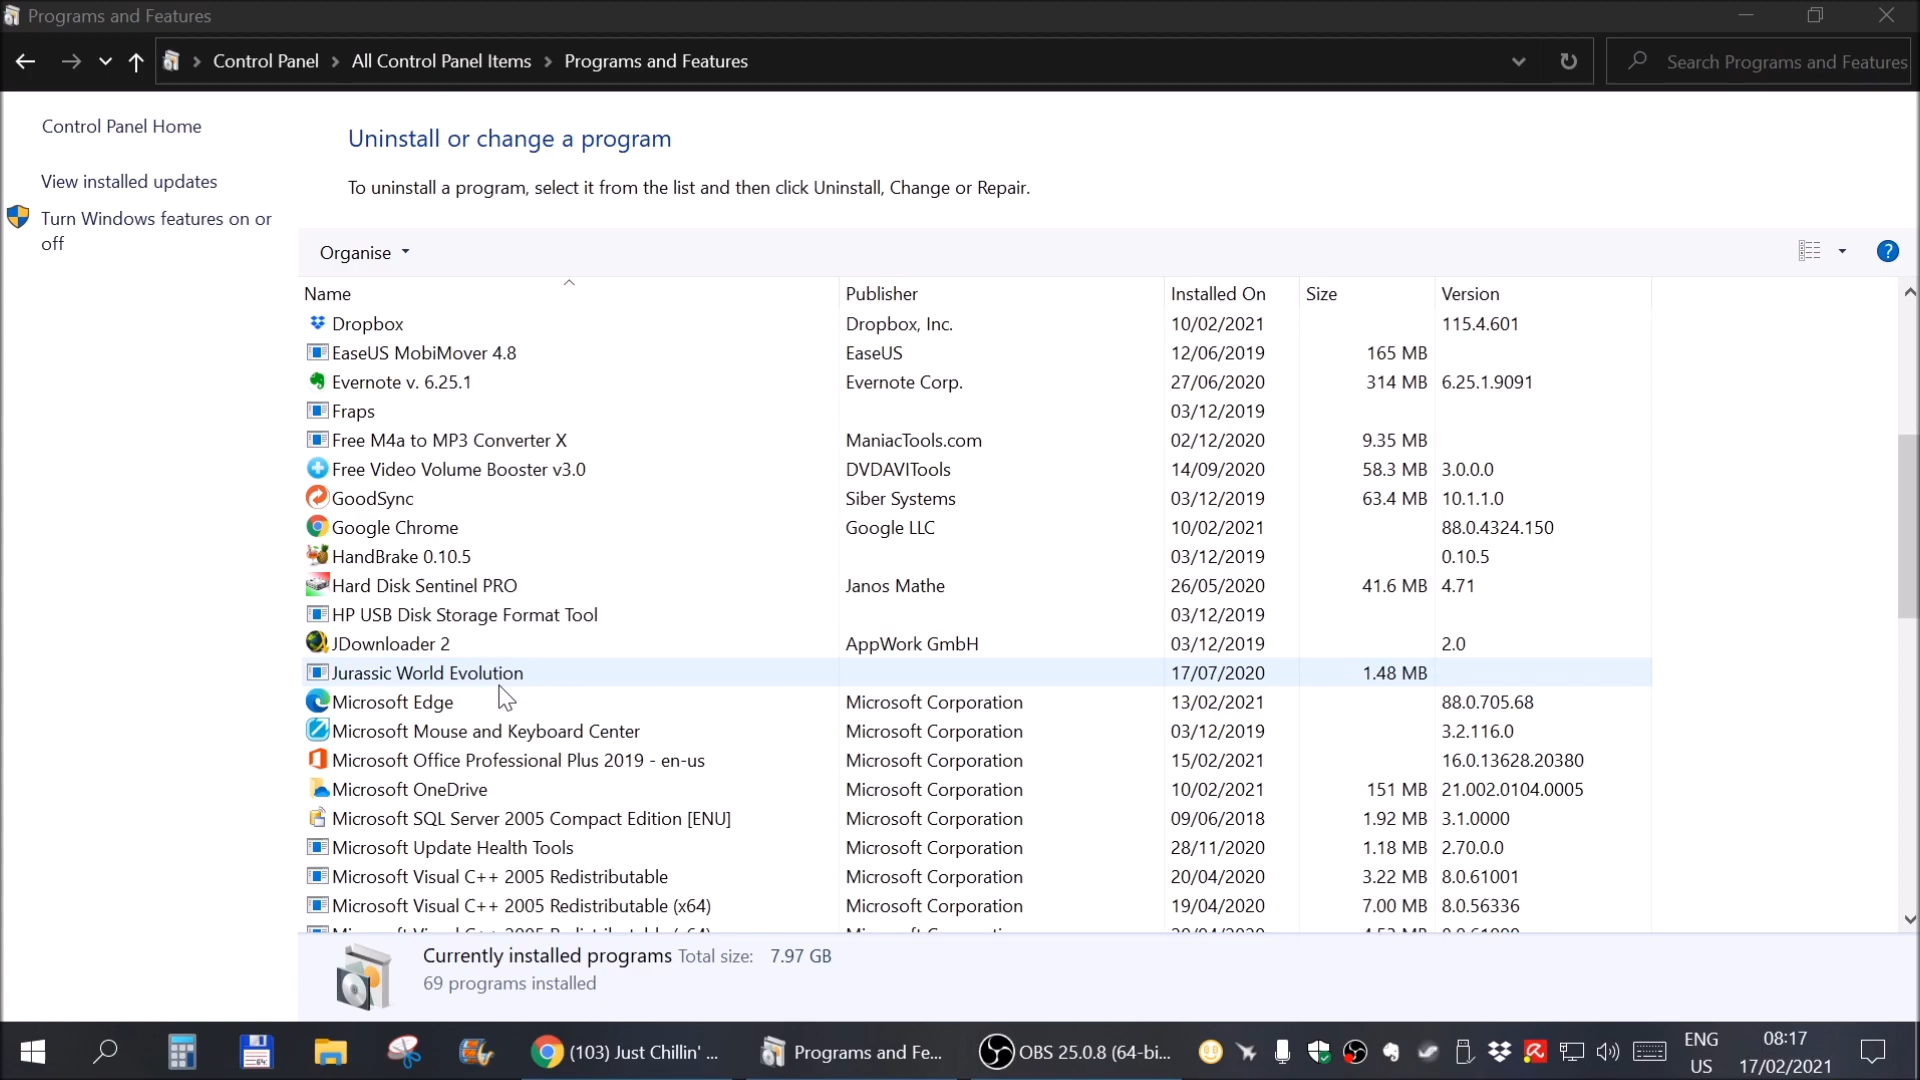 Programs and Features
Control Panel > All Control Panel Items > Programs and Features
Search Programs and Features
Control Panel Home
View installed updates
Turn Windows features on or
off
Uninstall or change a program
To uninstall a program, select it from the list and then click Uninstall, Change or Repair.
Organise
Name Publisher Installed On Size Version
Dropbox Dropbox, Inc. 10/02/2021 115.4.601
EaseUS MobiMover 4.8 EaseUS 12/06/2019 165 MB
Evernote v. 6.25.1 Evernote Corp. 27/06/2020 314 MB 6.25.1.9091
Fraps 03/12/2019
Free M4a to MP3 Converter X ManiacTools.com 02/12/2020 9.35 MB
Free Video Volume Booster v3.0 DVDAVITools 14/09/2020 58.3 MB 3.0.0.0
GoodSync Siber Systems 03/12/2019 63.4 MB 10.1.1.0
Google Chrome Google LLC 10/02/2021 88.0.4324.150
HandBrake 0.10.5 03/12/2019 0.10.5
Hard Disk Sentinel PRO Janos Mathe 26/05/2020 41.6 MB 4.71
HP USB Disk Storage Format Tool 03/12/2019
JDownloader 2 AppWork GmbH 03/12/2019 2.0
Jurassic World Evolution 17/07/2020 1.48 MB
Microsoft Edge Microsoft Corporation 13/02/2021 88.0.705.68
Microsoft Mouse and Keyboard Center Microsoft Corporation 03/12/2019 3.2.116.0
Microsoft Office Professional Plus 2019 - en-us Microsoft Corporation 15/02/2021 16.0.13628.20380
Microsoft OneDrive Microsoft Corporation 10/02/2021 151 MB 21.002.0104.0005
Microsoft SQL Server 2005 Compact Edition [ENU] Microsoft Corporation 09/06/2018 1.92 MB 3.1.0000
Microsoft Update Health Tools Microsoft Corporation 28/11/2020 1.18 MB 2.70.0.0
Microsoft Visual C++ 2005 Redistributable Microsoft Corporation 20/04/2020 3.22 MB 8.0.61001
Microsoft Visual C++ 2005 Redistributable (x64) Microsoft Corporation 19/04/2020 7.00 MB 8.0.56336
Currently installed programs Total size: 7.97 GB
69 programs installed
(103) Just Chillin' ... Programs and Fe... OBS 25.0.8 (64-bi... ENG 08:17
US 17/02/2021